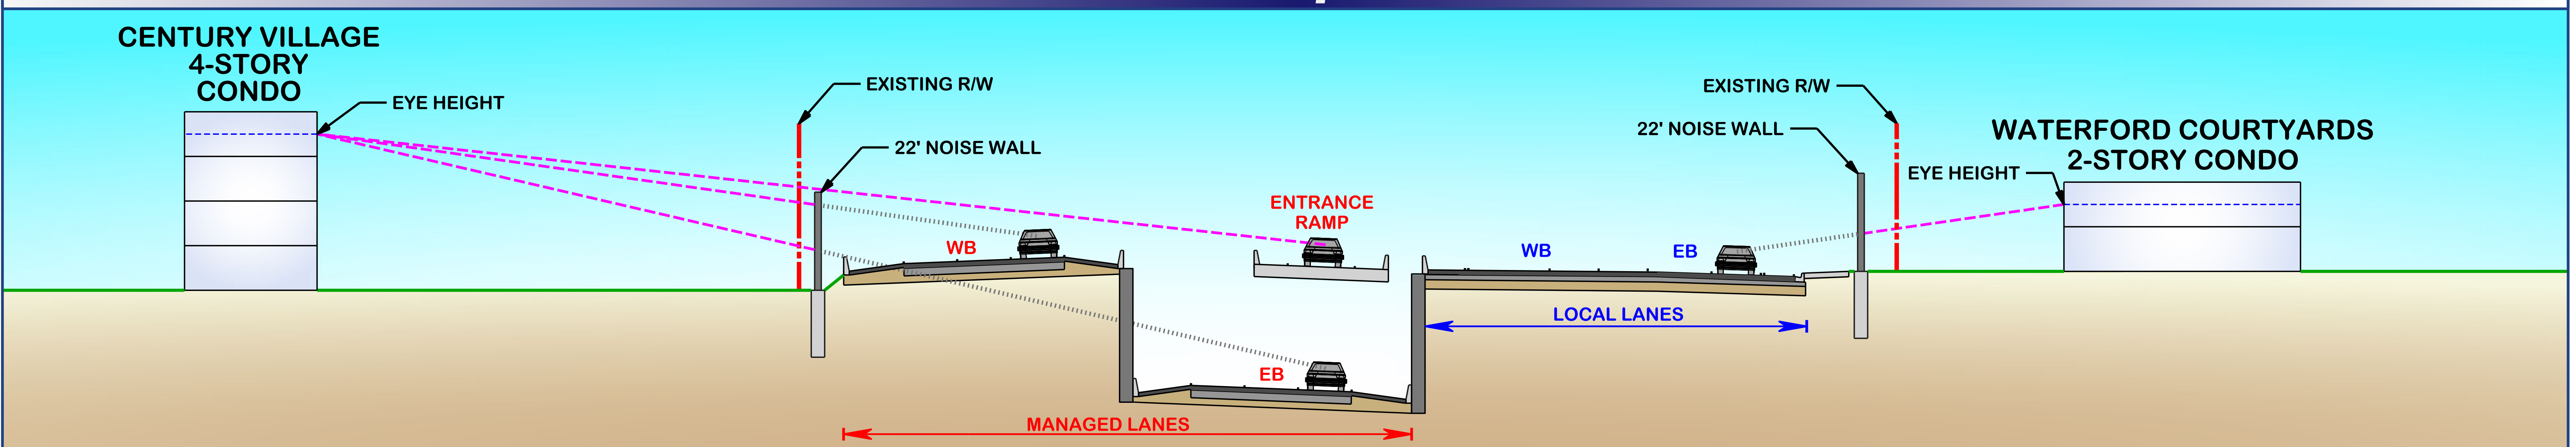 CENTURY VILLAGE
4-STORY
CONDO
EYE HEIGHT
EXISTING R/W
22' NOISE WALL
WB
ENTRANCE
RAMP
EB
MANAGED LANES
WB
EB
LOCAL LANES
EXISTING R/W
22' NOISE WALL
EYE HEIGHT
WATERFORD COURTYARDS
2-STORY CONDO